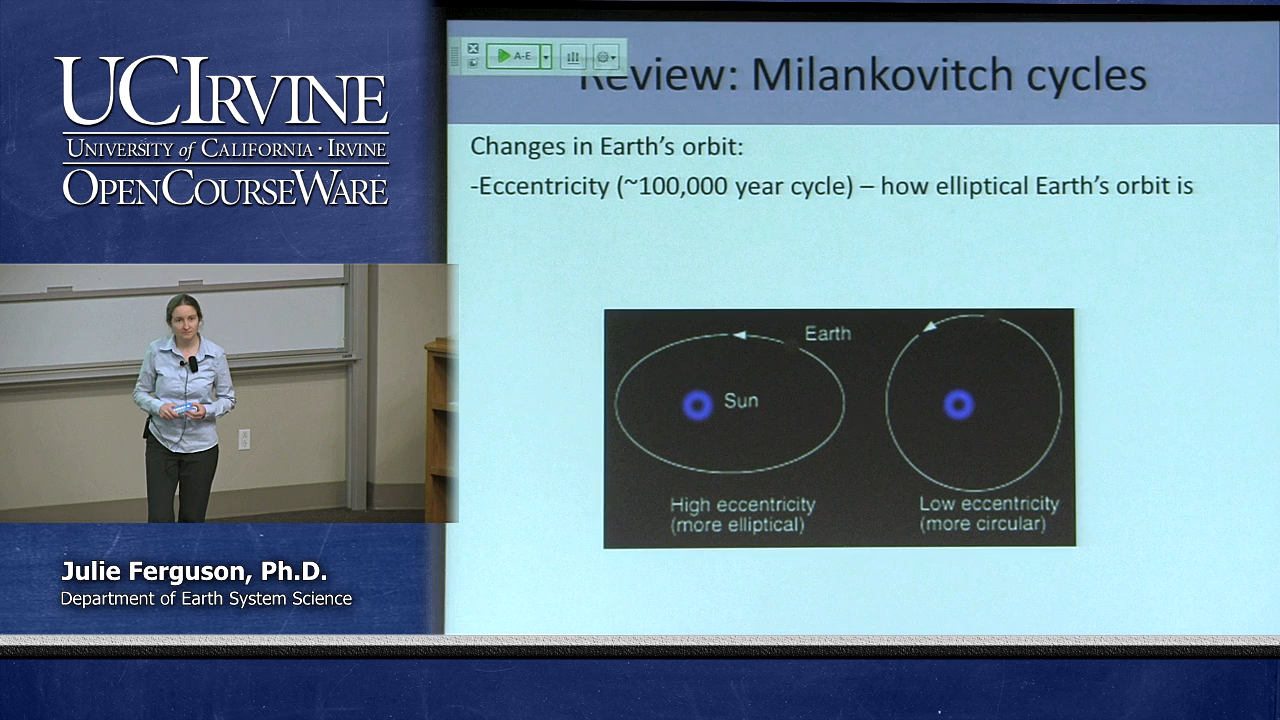 UCIRVINE
UNIVERSITY of CALIFORNIA · IRVINE
OPENCOURSEWARE
A-E
Review: Milankovitch cycles
Changes in Earth's orbit:
-Eccentricity (~100,000 year cycle) – how elliptical Earth's orbit is
Earth
Sun
High eccentricity
(more elliptical)
Low eccentricity
(more circular)
Julie Ferguson, Ph.D.
Department of Earth System Science